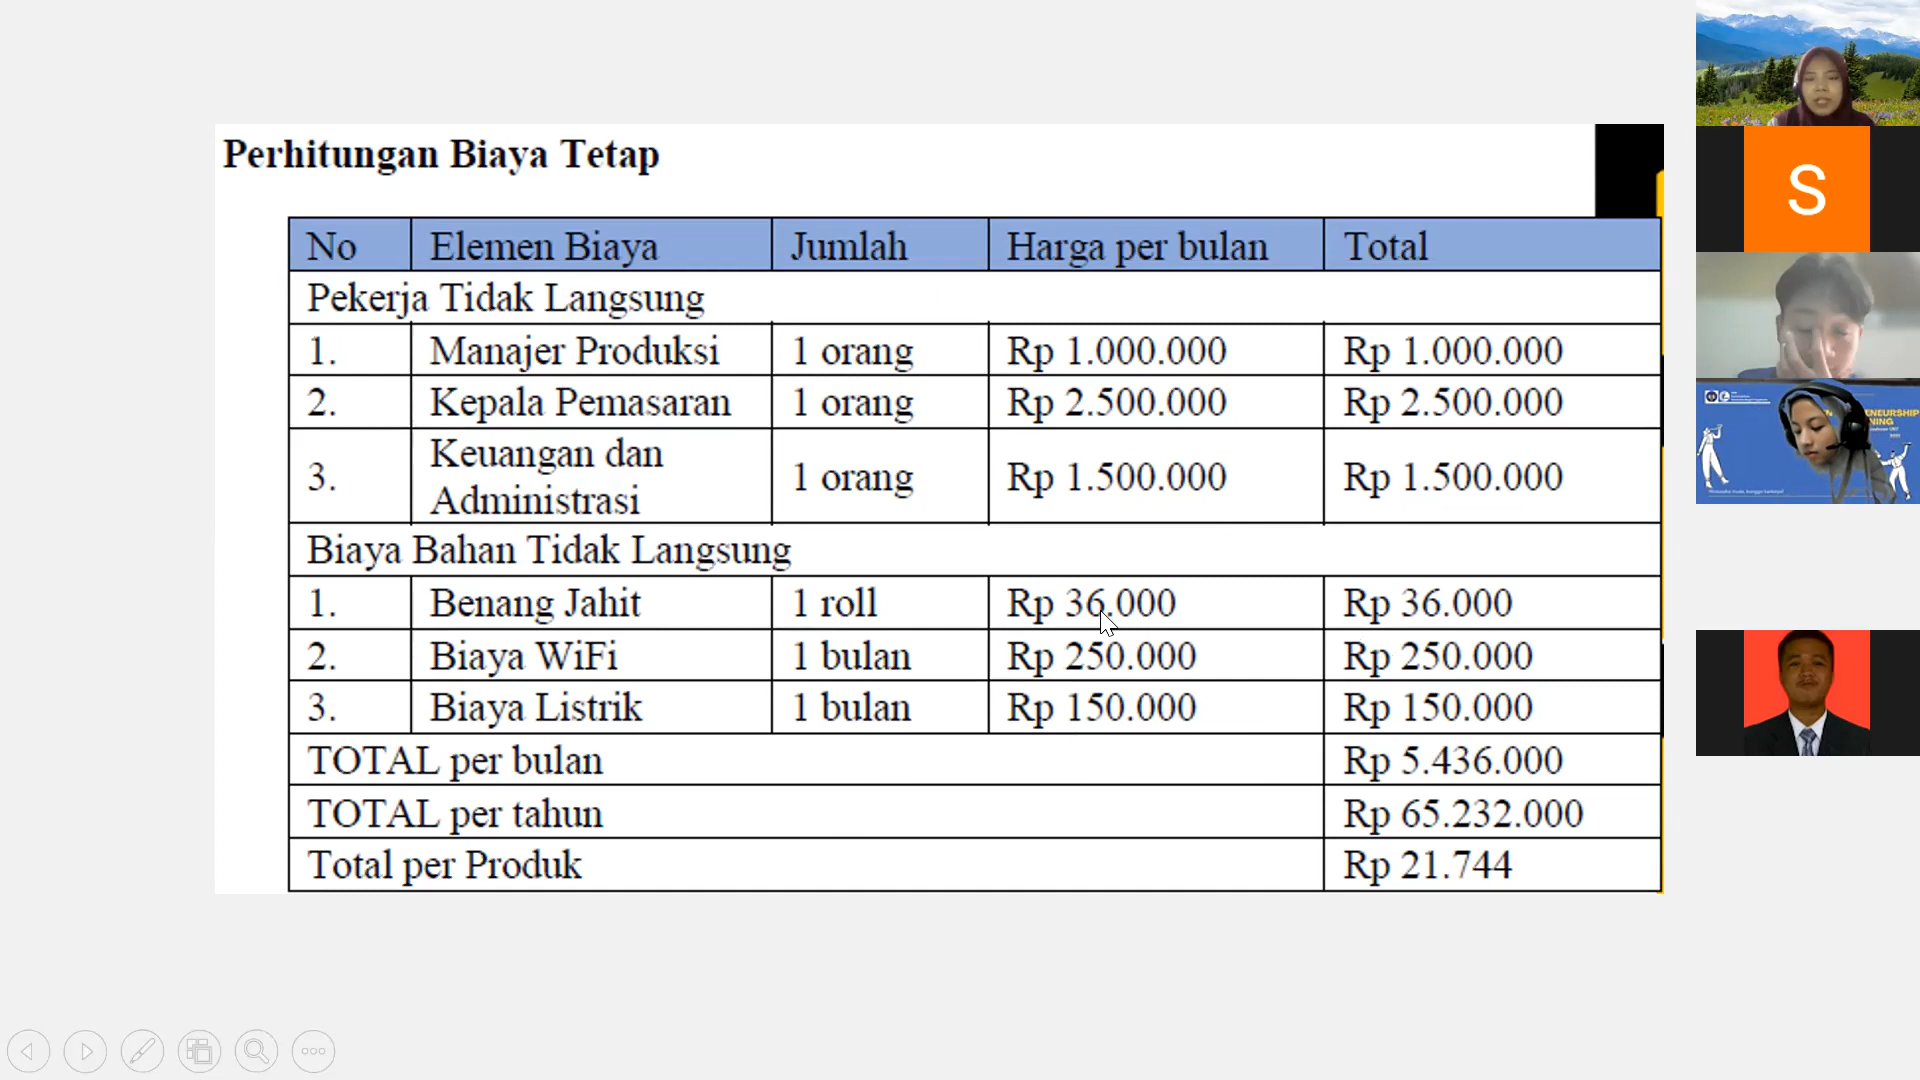 Perhitungan Biaya Tetap
No Elemen Biaya Jumlah Harga per bulan Total
Pekerja Tidak Langsung
1. Manajer Produksi 1 orang Rp 1.000.000 Rp 1.000.000
2. Kepala Pemasaran 1 orang Rp 2.500.000 Rp 2.500.000
3. Keuangan dan Administrasi 1 orang Rp 1.500.000 Rp 1.500.000
Biaya Bahan Tidak Langsung
1. Benang Jahit 1 roll Rp 36.000 Rp 36.000
2. Biaya WiFi 1 bulan Rp 250.000 Rp 250.000
3. Biaya Listrik 1 bulan Rp 150.000 Rp 150.000
TOTAL per bulan Rp 5.436.000
TOTAL per tahun Rp 65.232.000
Total per Produk Rp 21.744
S
ENEURSHIP
NING